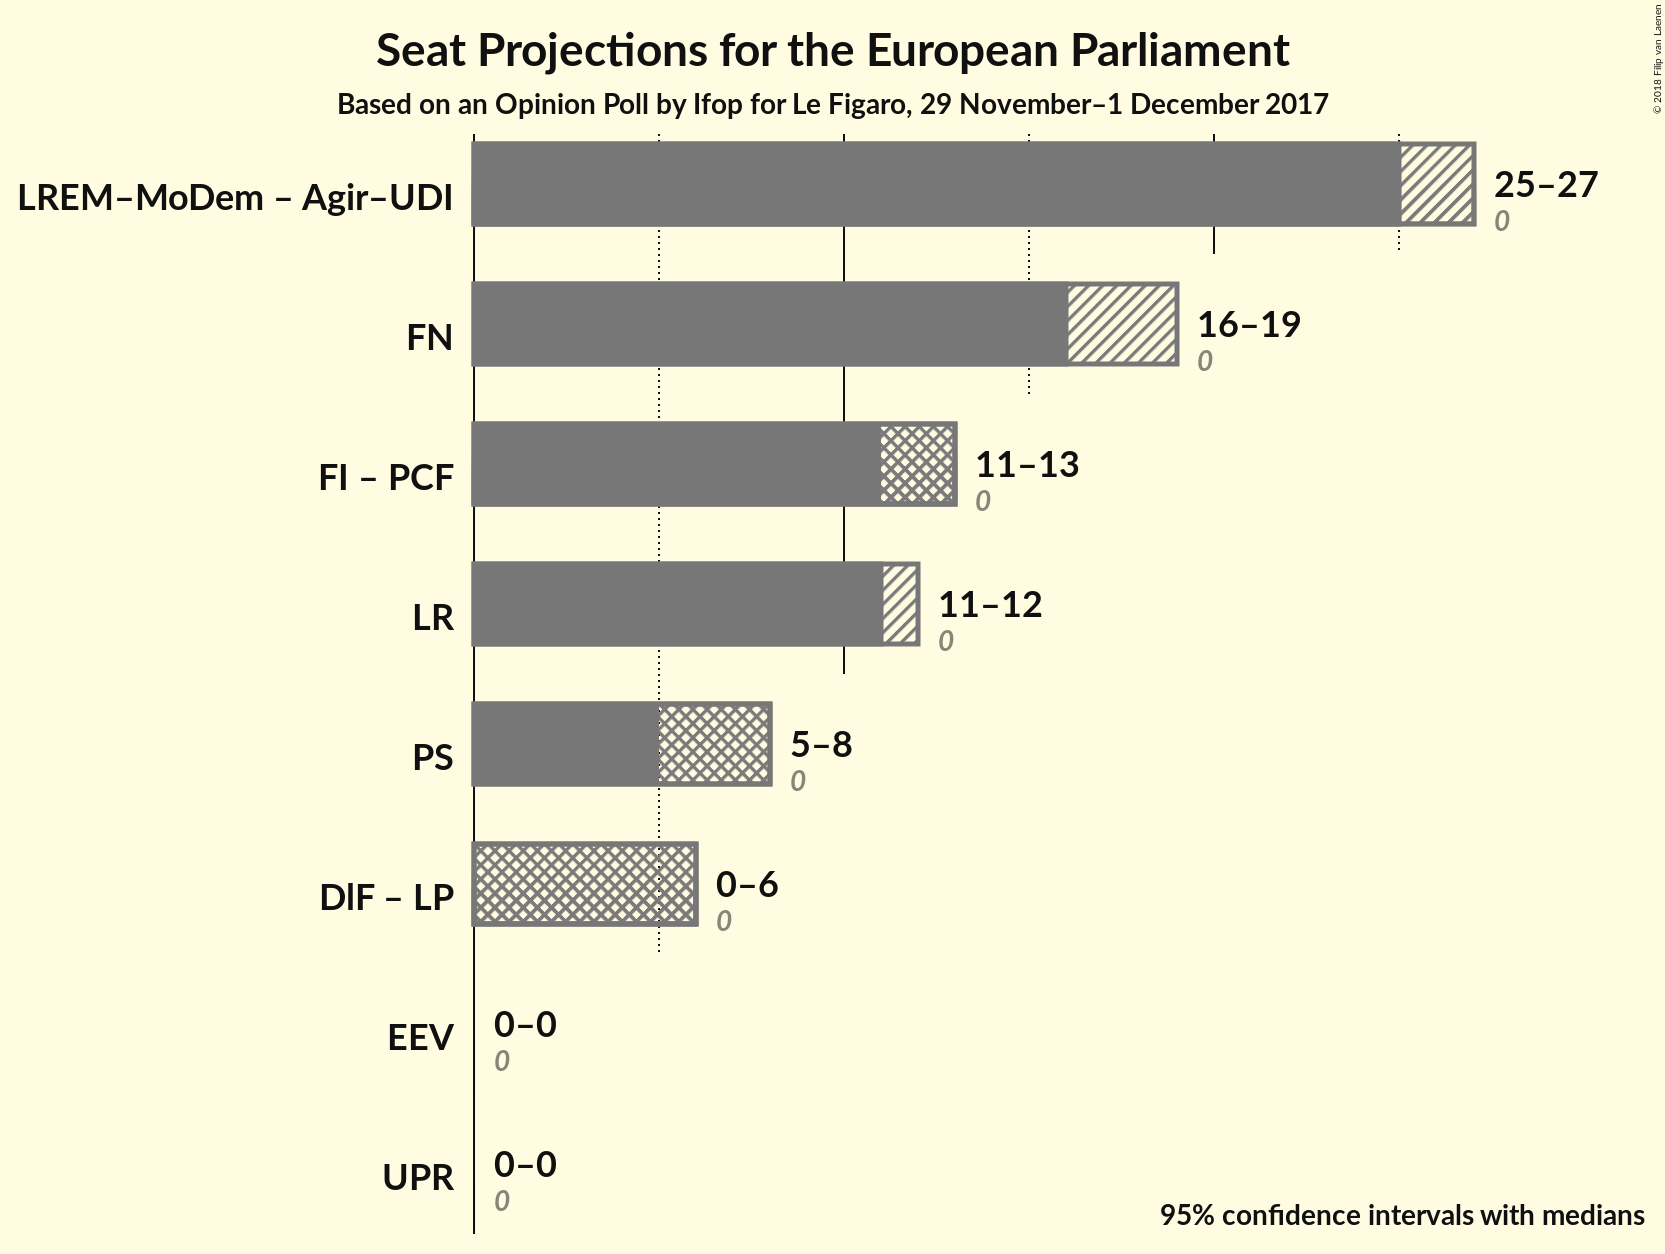 Seat Projections for the European Parliament
Based on an Opinion Poll by Ifop for Le Figaro, 29 November–1 December 2017
© 2018 Filip van Laenen
LREM–MoDem – Agir–UDI
25–27
0
FN
16–19
0
FI – PCF
11–13
0
LR
11–12
0
PS
5–8
0
DlF – LP
0–6
0
EEV
0–0
0
UPR
0–0
0
95% confidence intervals with medians